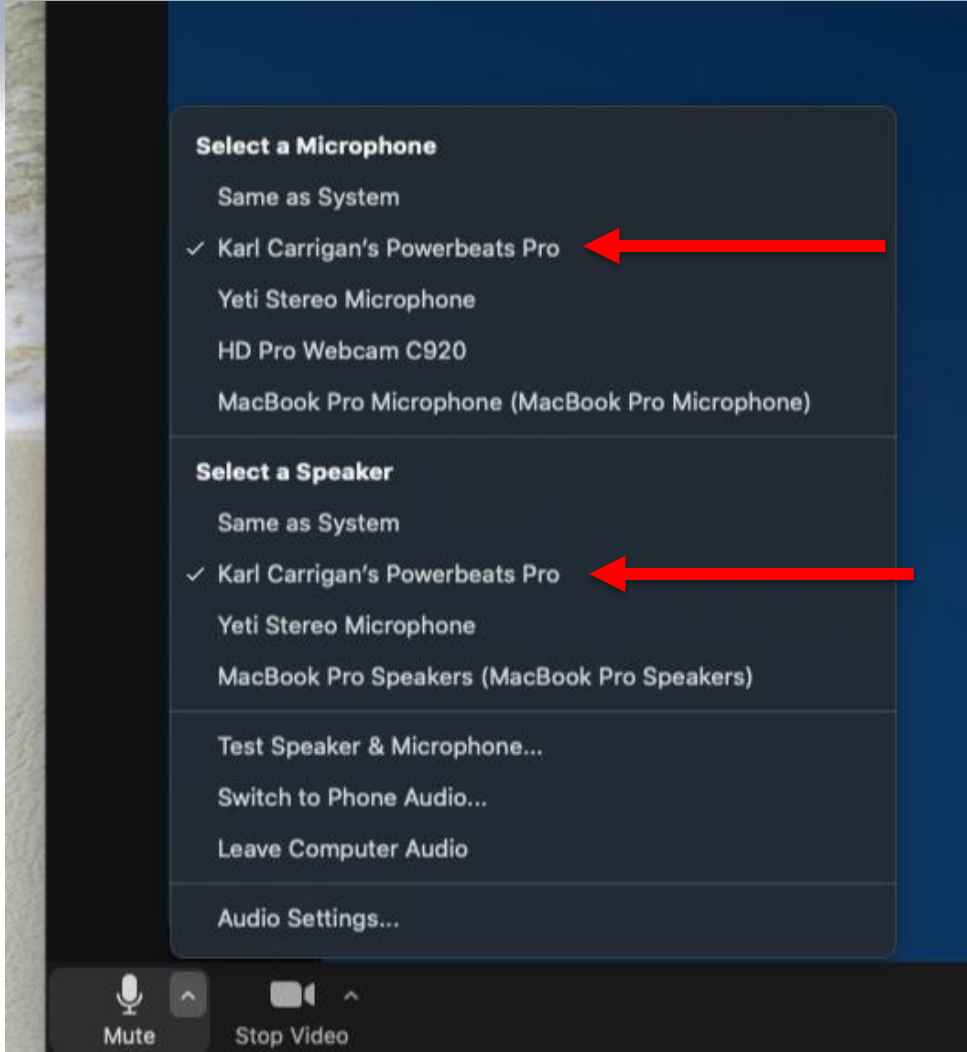 Select a Microphone
Same as System
✓ Karl Carrigan's Powerbeats Pro
Yeti Stereo Microphone
HD Pro Webcam C920
MacBook Pro Microphone (MacBook Pro Microphone)
Select a Speaker
Same as System
✓ Karl Carrigan's Powerbeats Pro
Yeti Stereo Microphone
MacBook Pro Speakers (MacBook Pro Speakers)
Test Speaker & Microphone...
Switch to Phone Audio...
Leave Computer Audio
Audio Settings...
Mute
Stop Video